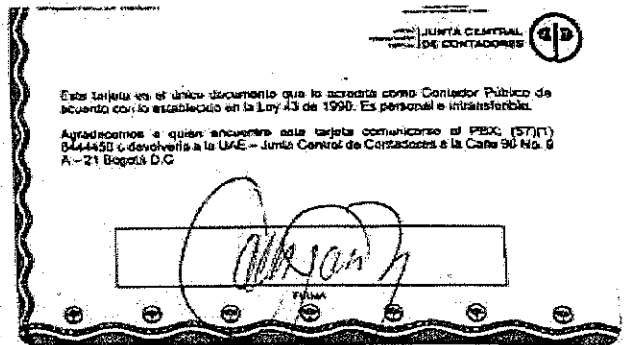 JUNTA CENTRAL
DE CONTADORES
Esta tarjeta es el único documento que lo acredita como Contador Público de
acuerdo con lo establecido en la Ley 43 de 1990. Es personal e intransferible.
Agradecemos a quien encuentre esta tarjeta comunicarse al PBX: (57)(1)
6444450 o devolverla a la UAE – Junta Central de Contadores a la Calle 96 No. 9
A – 21 Bogotá D.C
FIRMA